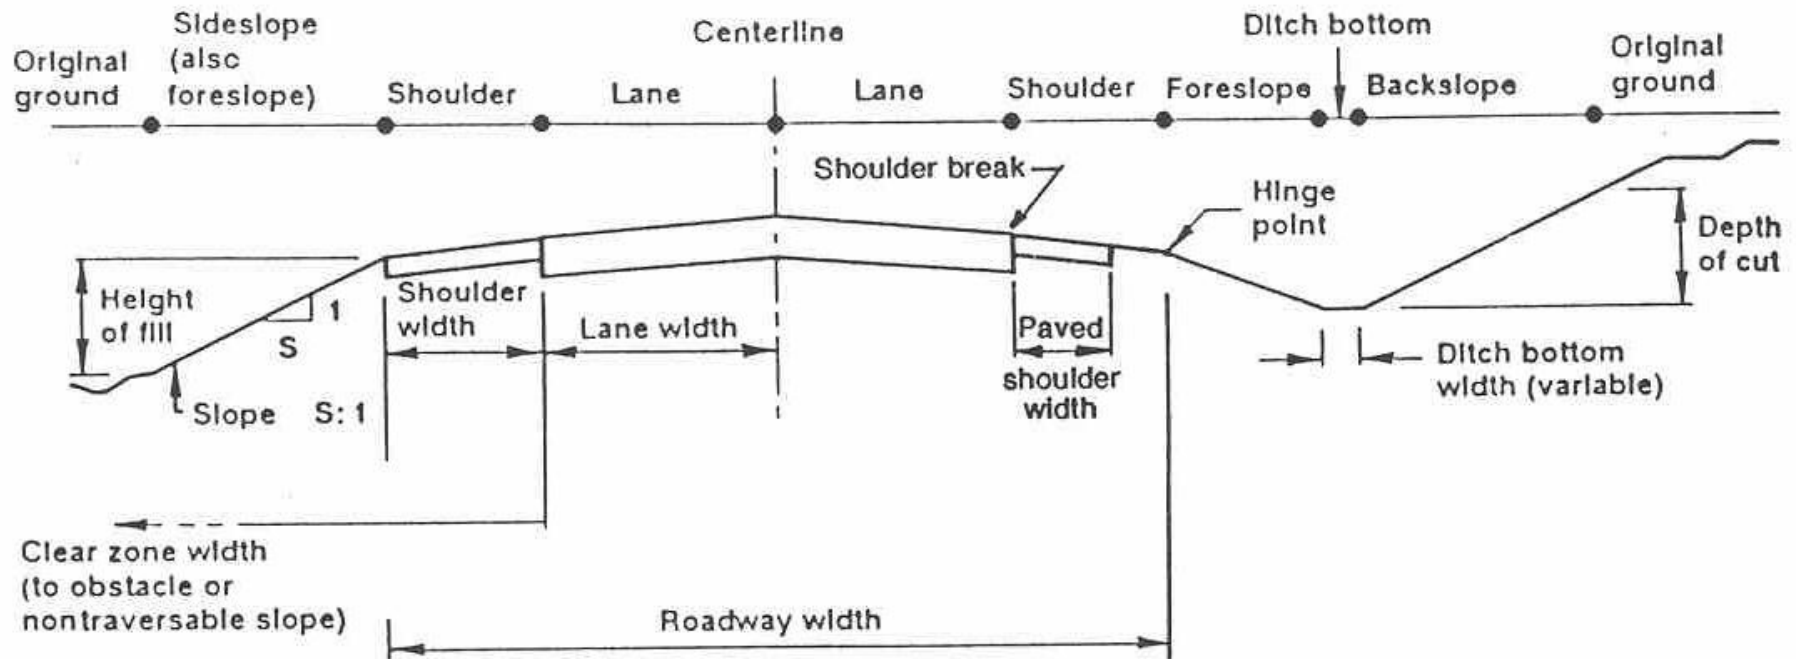 Original
ground
Sideslope
(also
foreslope)
Shoulder
Lane
Centerline
Lane
Shoulder
Foreslope
Ditch bottom
Backslope
Original
ground
Shoulder break
Hinge
point
Depth
of cut
Height
of fill
1
S
Slope S: 1
Shoulder
width
Lane width
Paved
shoulder
width
Ditch bottom
width (variable)
Clear zone width
(to obstacle or
nontraversable slope)
Roadway width